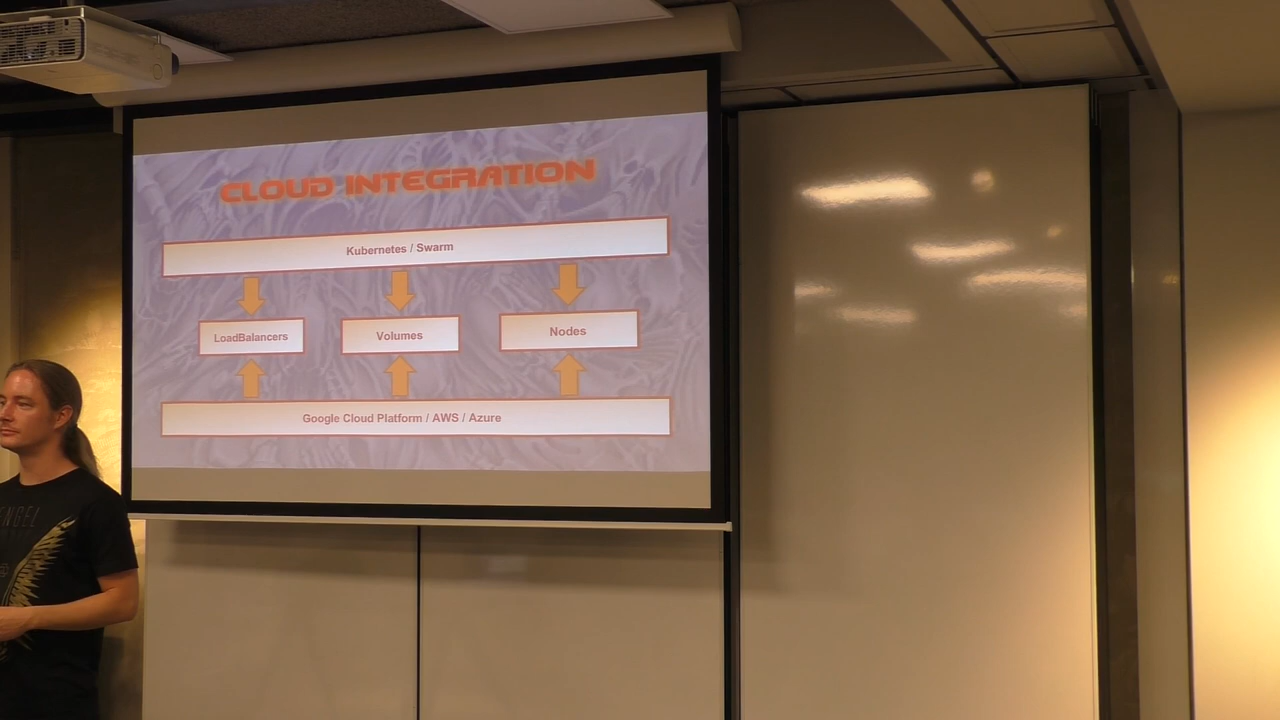 CLOUD INTEGRATION
Kubernetes / Swarm
LoadBalancers
Volumes
Nodes
Google Cloud Platform / AWS / Azure